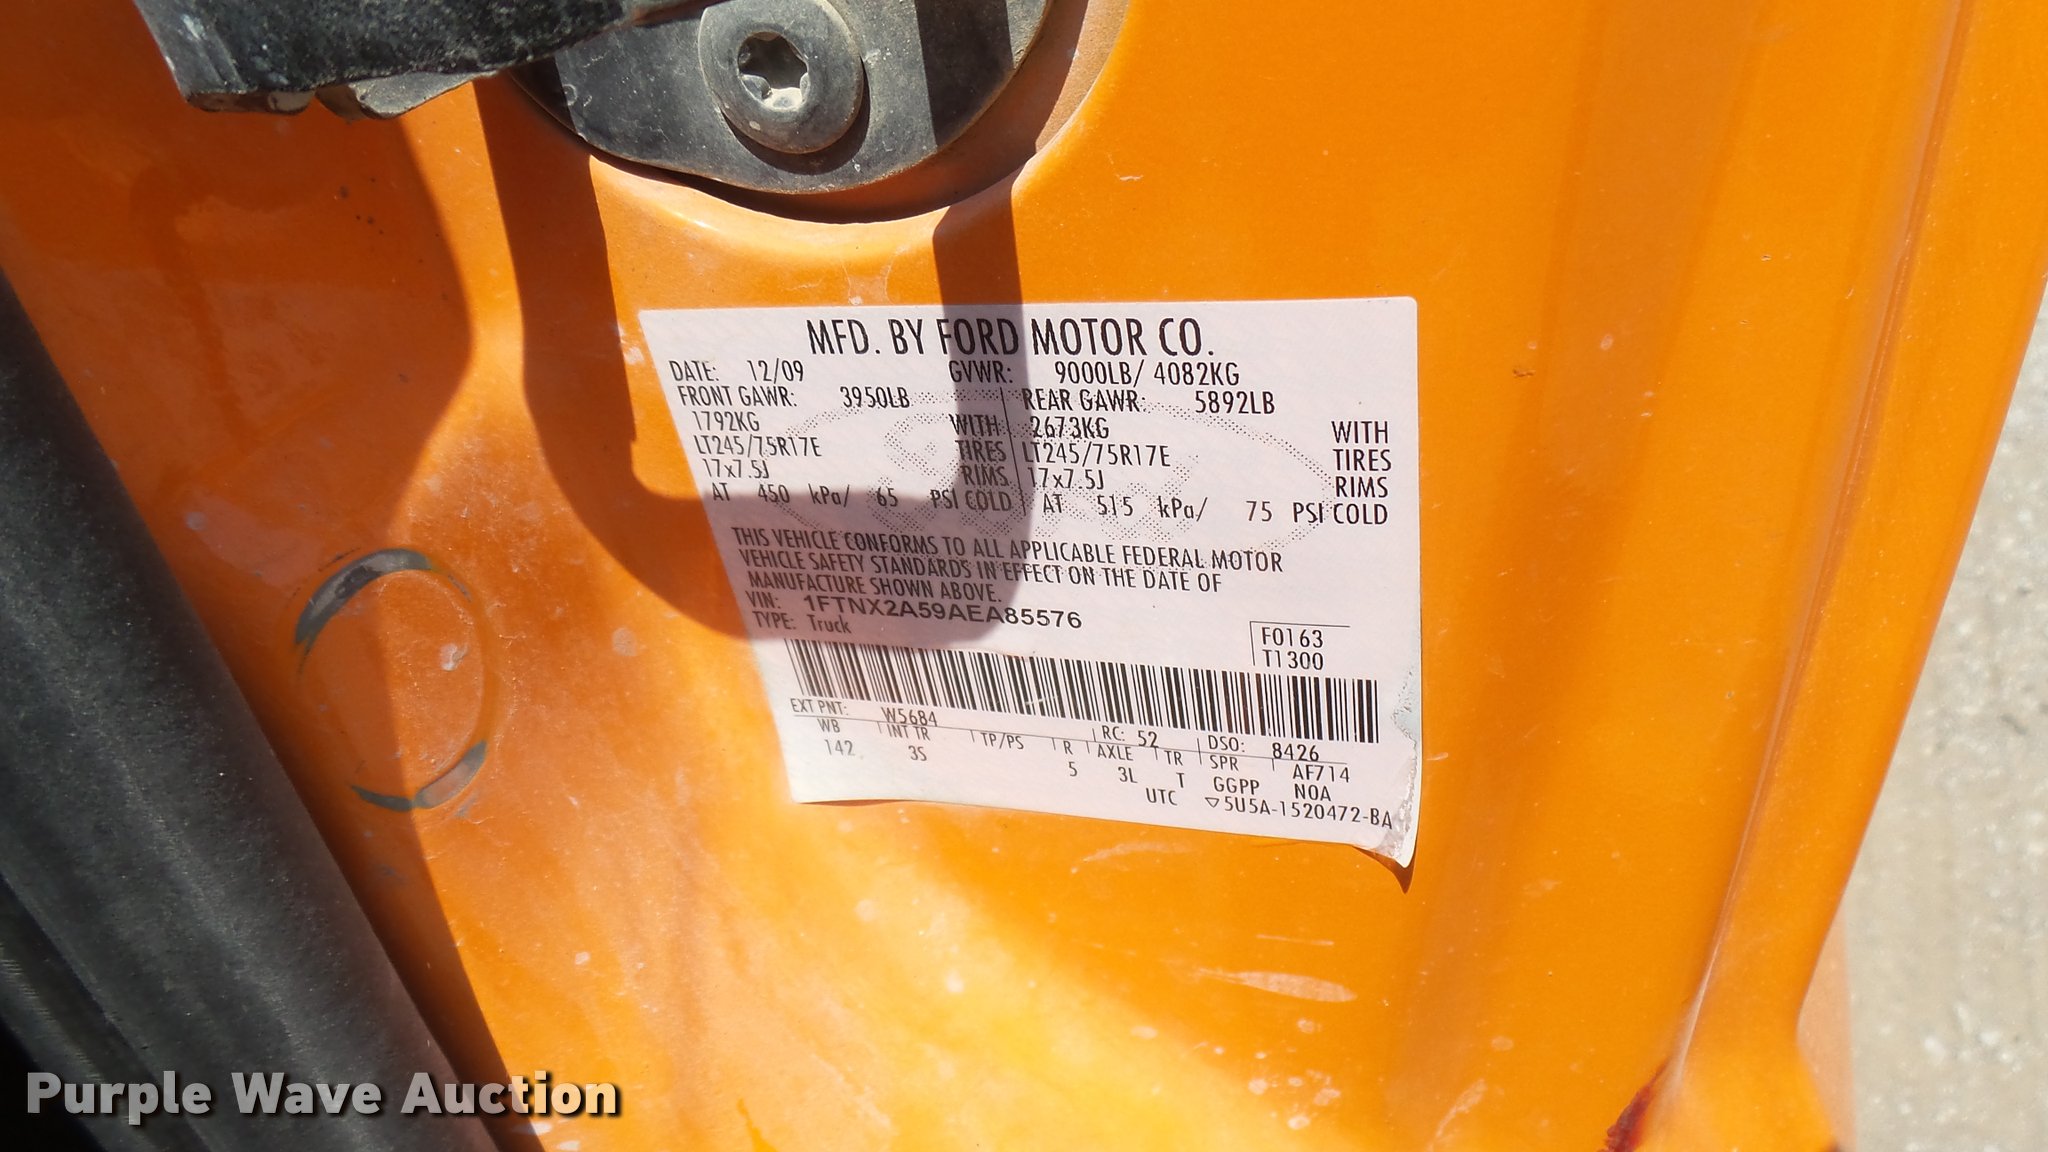 MFD. BY FORD MOTOR CO.
DATE: 12/09 GVWR: 9000LB/ 4082KG
FRONT GAWR: 3950LB REAR GAWR: 5892LB
1792KG WITH 2673KG WITH
LT245/75R17E TIRES LT245/75R17E TIRES
17x7.5J RIMS 17x7.5J RIMS
AT 450 kPa/ 65 PSI COLD AT 515 kPa/ 75 PSI COLD
THIS VEHICLE CONFORMS TO ALL APPLICABLE FEDERAL MOTOR
VEHICLE SAFETY STANDARDS IN EFFECT ON THE DATE OF
MANUFACTURE SHOWN ABOVE.
VIN: 1FTNX2A59AEA85576
TYPE: Truck
F0163
T1300
EXT PNT: W5684 RC: 52 DSO: 8426
WB INT TR TP/PS R AXLE TR SPR AF714
142 3S 5 3L T GGPP N0A
UTC ▽5U5A-1520472-BA
Purple Wave Auction